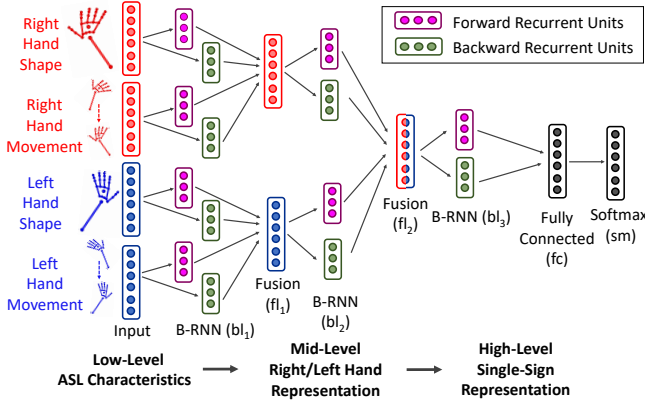 Right
Hand
Shape
Right
Hand
Movement
Left
Hand
Shape
Left
Hand
Movement
Forward Recurrent Units
Backward Recurrent Units
Input
B-RNN (bl1)
Fusion
(fl1)
B-RNN
(bl2)
Fusion
(fl2)
B-RNN (bl3)
Fully
Connected
(fc)
Softmax
(sm)
Low-Level
ASL Characteristics
Mid-Level
Right/Left Hand
Representation
High-Level
Single-Sign
Representation